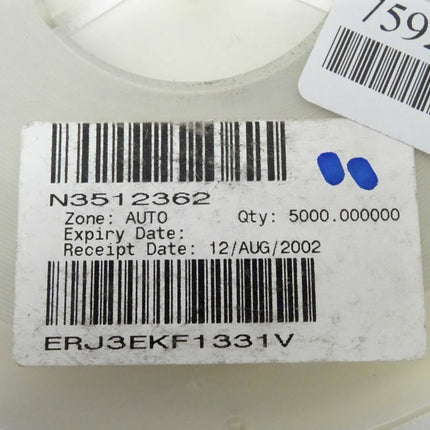 N3512362
Zone: AUTO Qty: 5000.000000
Expiry Date:
Receipt Date: 12/AUG/2002
ERJ3EKF1331V